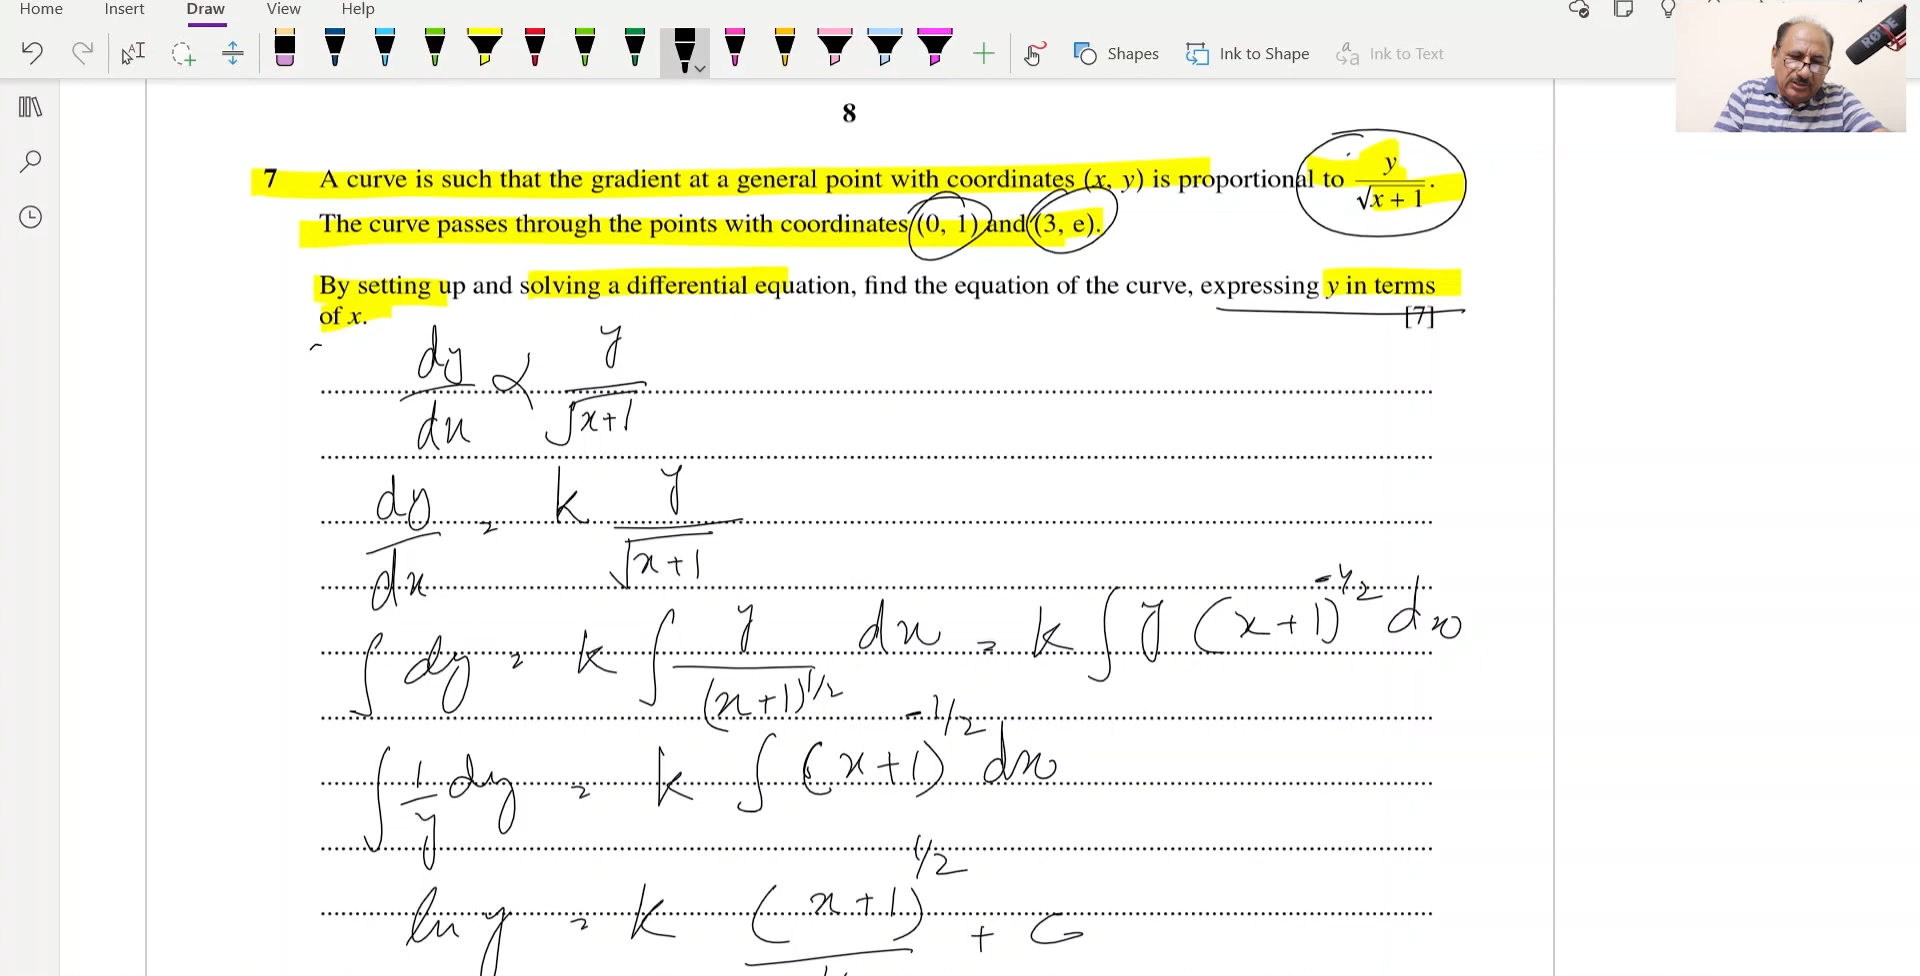 Home Insert Draw View Help
Shapes Ink to Shape Ink to Text
RØDE
8
7 A curve is such that the gradient at a general point with coordinates (x, y) is proportional to y/√x + 1.
The curve passes through the points with coordinates (0, 1) and (3, e).
By setting up and solving a differential equation, find the equation of the curve, expressing y in terms
of x. [7]
dy/dx ∝ y/√x+1
dy/dx = k y/√x+1
∫ dy = k ∫ y/(x+1)^1/2 dx = k ∫ y (x+1)^-1/2 dx
∫ 1/y dy = k ∫ (x+1)^-1/2 dx
ln y = k (x+1)^1/2 + C